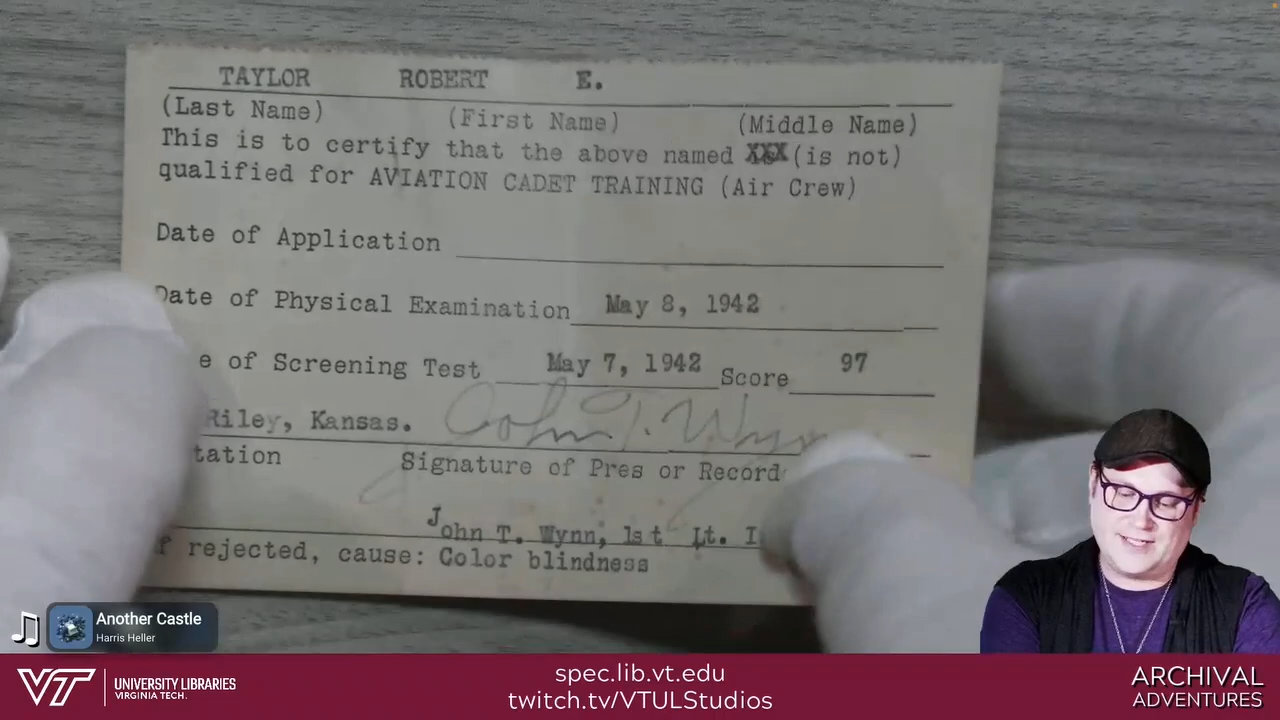 TAYLOR ROBERT E.
(Last Name) (First Name) (Middle Name)
This is to certify that the above named XXX (is not)
qualified for AVIATION CADET TRAINING (Air Crew)
Date of Application
Date of Physical Examination May 8, 1942
e of Screening Test May 7, 1942 Score 97
Riley, Kansas. John T. Wynn
tation Signature of Pres or Record
John T. Wynn, 1st Lt. I
f rejected, cause: Color blindness
Another Castle
Harris Heller
VT UNIVERSITY LIBRARIES
VIRGINIA TECH.
spec.lib.vt.edu
twitch.tv/VTULStudios
ARCHIVAL
ADVENTURES